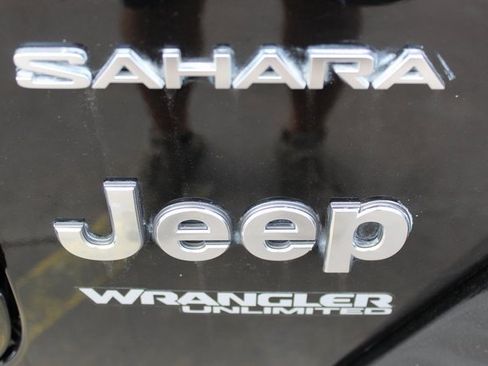 SAHARA
Jeep
WRANGLER
UNLIMITED